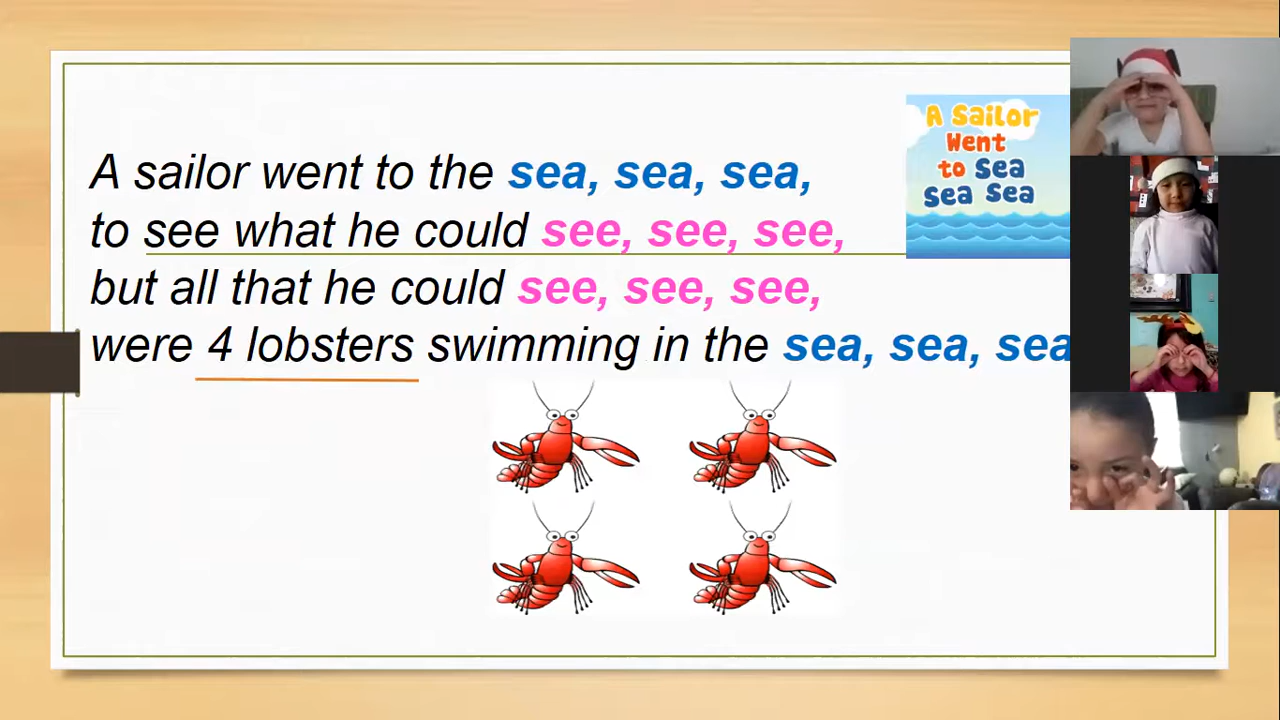 A sailor went to the sea, sea, sea,
to see what he could see, see, see,
but all that he could see, see, see,
were 4 lobsters swimming in the sea, sea, sea
A Sailor
Went
to Sea
Sea Sea